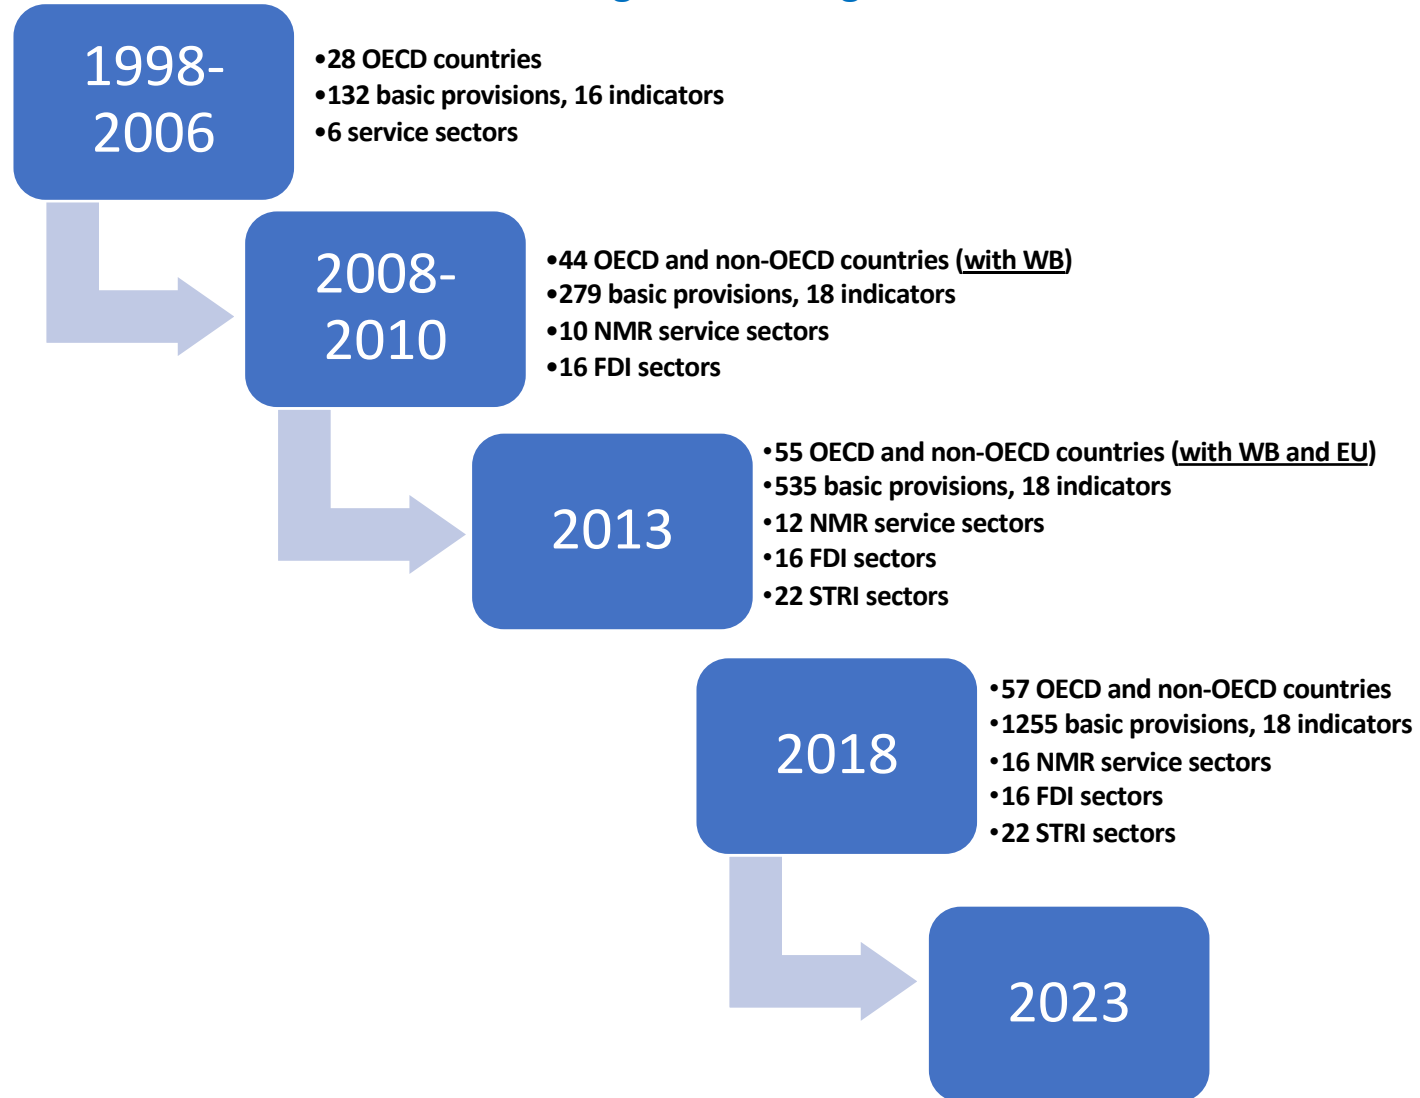 1998-
2006
•28 OECD countries
•132 basic provisions, 16 indicators
•6 service sectors
2008-
2010
•44 OECD and non-OECD countries (with WB)
•279 basic provisions, 18 indicators
•10 NMR service sectors
•16 FDI sectors
2013
•55 OECD and non-OECD countries (with WB and EU)
•535 basic provisions, 18 indicators
•12 NMR service sectors
•16 FDI sectors
•22 STRI sectors
2018
•57 OECD and non-OECD countries
•1255 basic provisions, 18 indicators
•16 NMR service sectors
•16 FDI sectors
•22 STRI sectors
2023